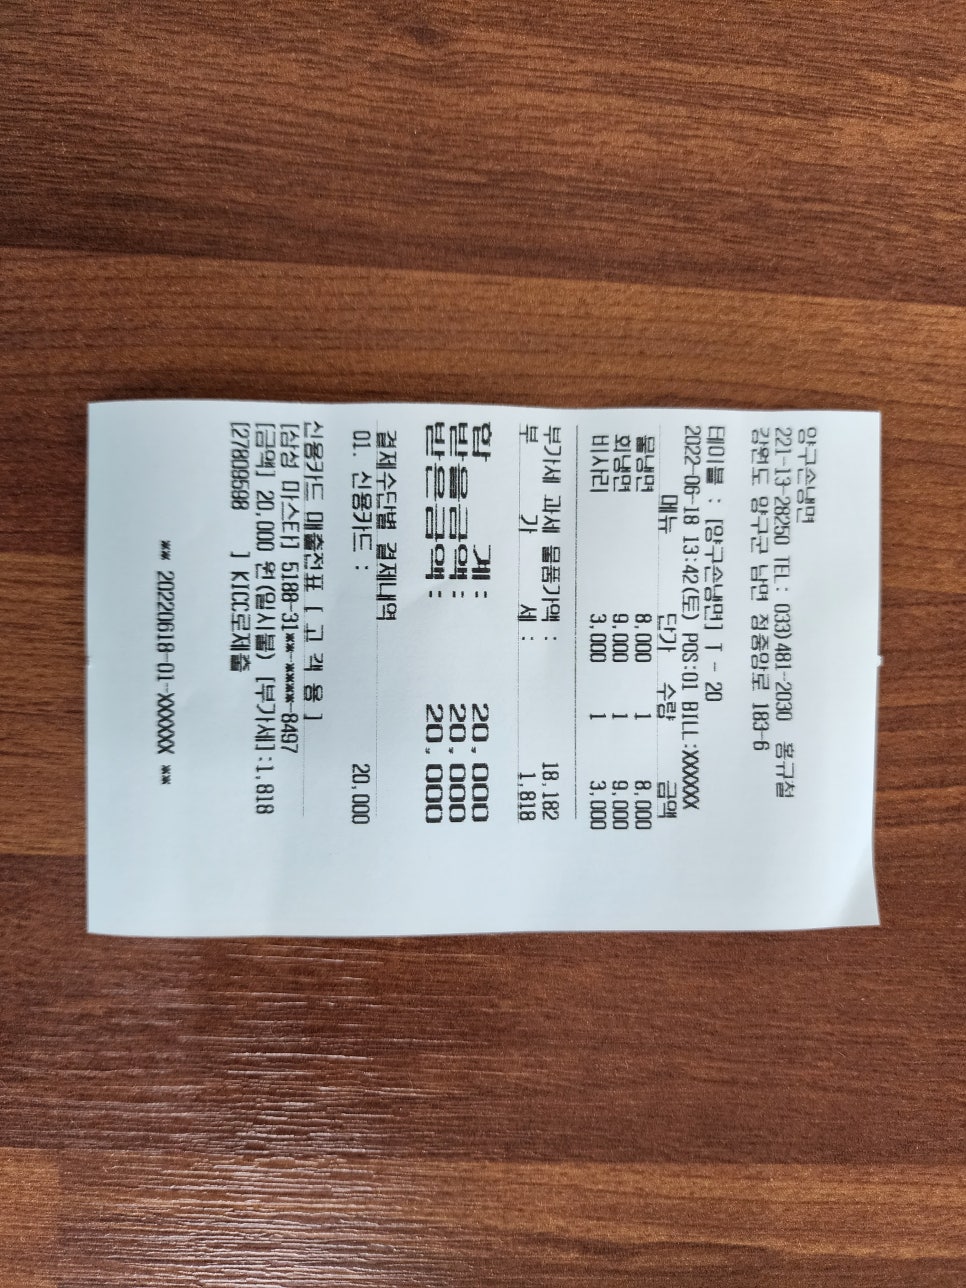 양구손냉면
221-13-28250 TEL : 033)481-2030 홍규철
강원도 양구군 남면 정중앙로 183-6
테이블 : [양구손냉면] T - 20
2022-06-18 13:42(토) POS:01 BILL:XXXXXX
메뉴 단가 수량 금액
물냉면 8,000 1 8,000
회냉면 9,000 1 9,000
비사리 3,000 1 3,000
부가세 과세 물품가액 : 18,182
부 가 세 : 1,818
합 계: 20,000
받을금액: 20,000
받은금액: 20,000
결제수단별 결제내역
01. 신용카드 : 20,000
신용카드 매출전표 [ 고 객 용 ]
[삼성 마스터] 5188-31**-****-8497
[금액] 20,000 원(일시불) [부가세]:1,818
[27809698 ] KICC로제출
** 20220618-01-XXXXXX **